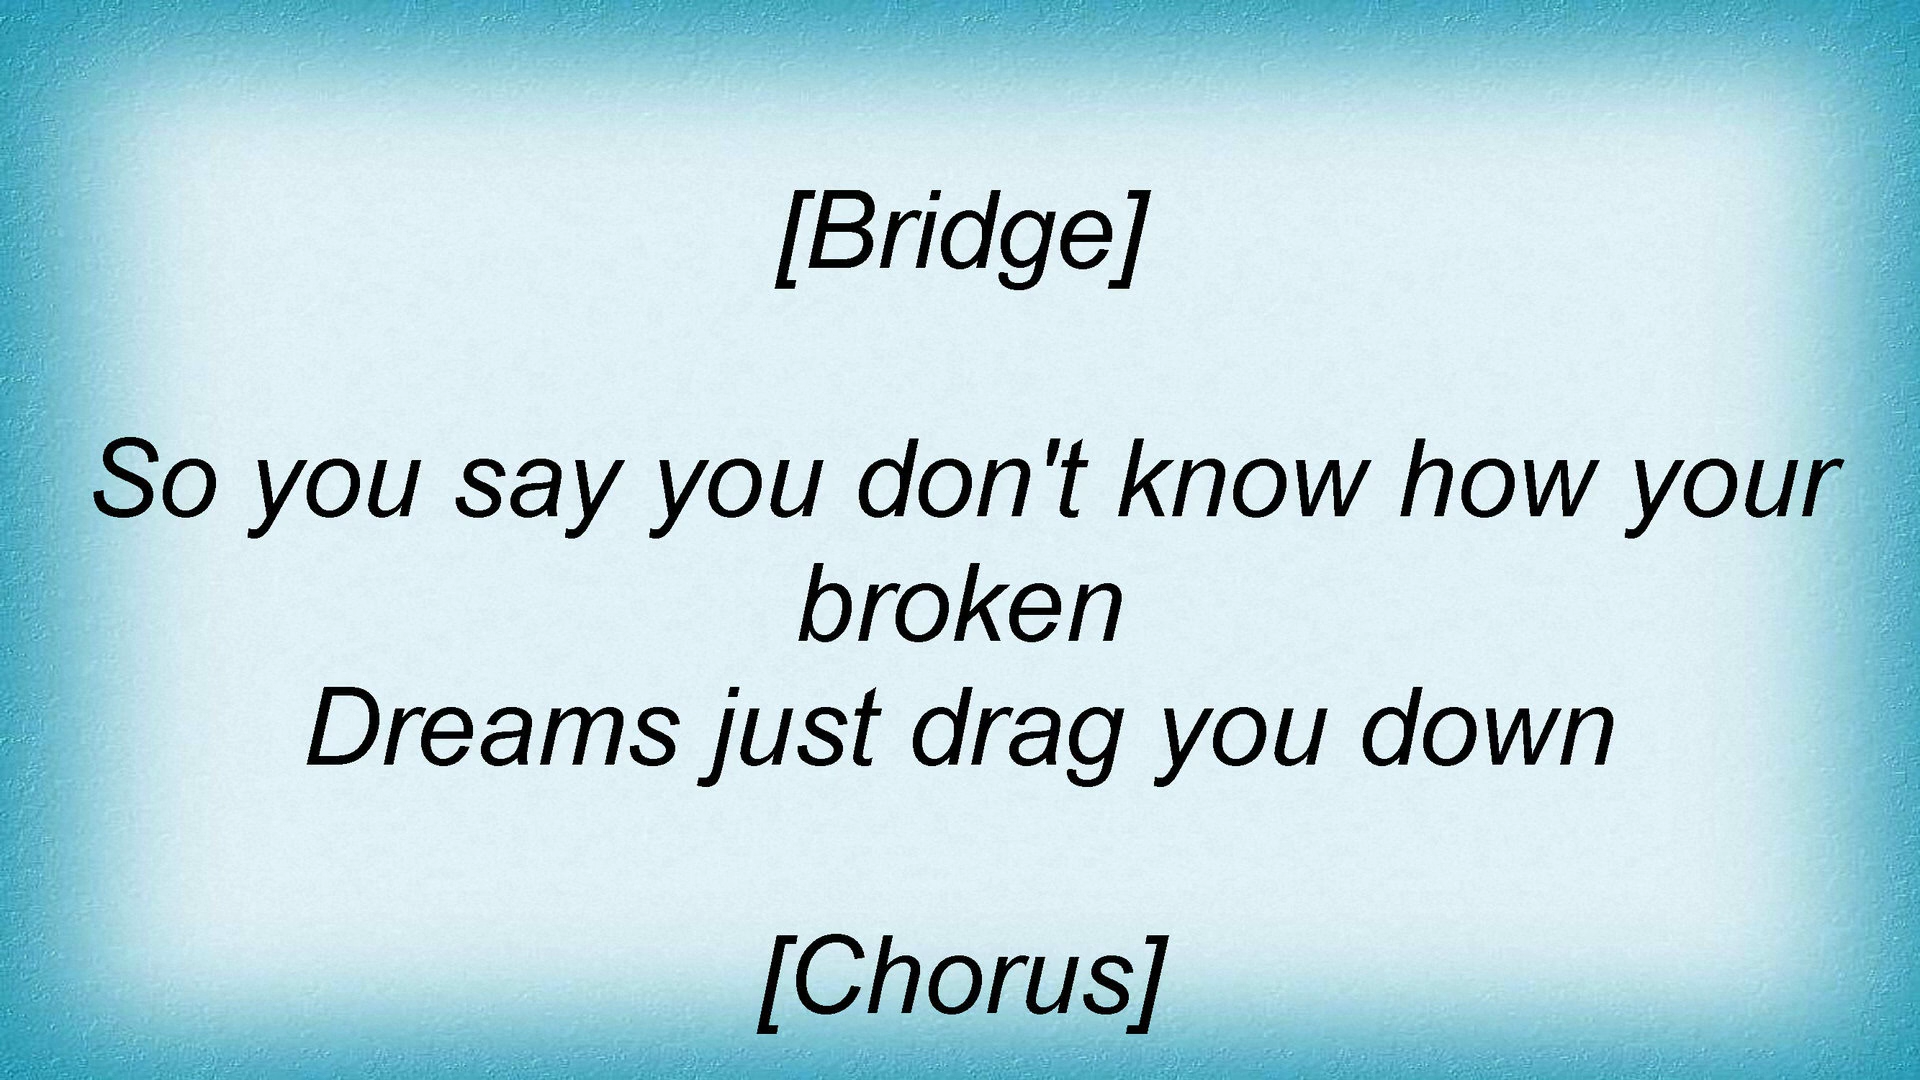 [Bridge]
So you say you don't know how your
broken
Dreams just drag you down
[Chorus]